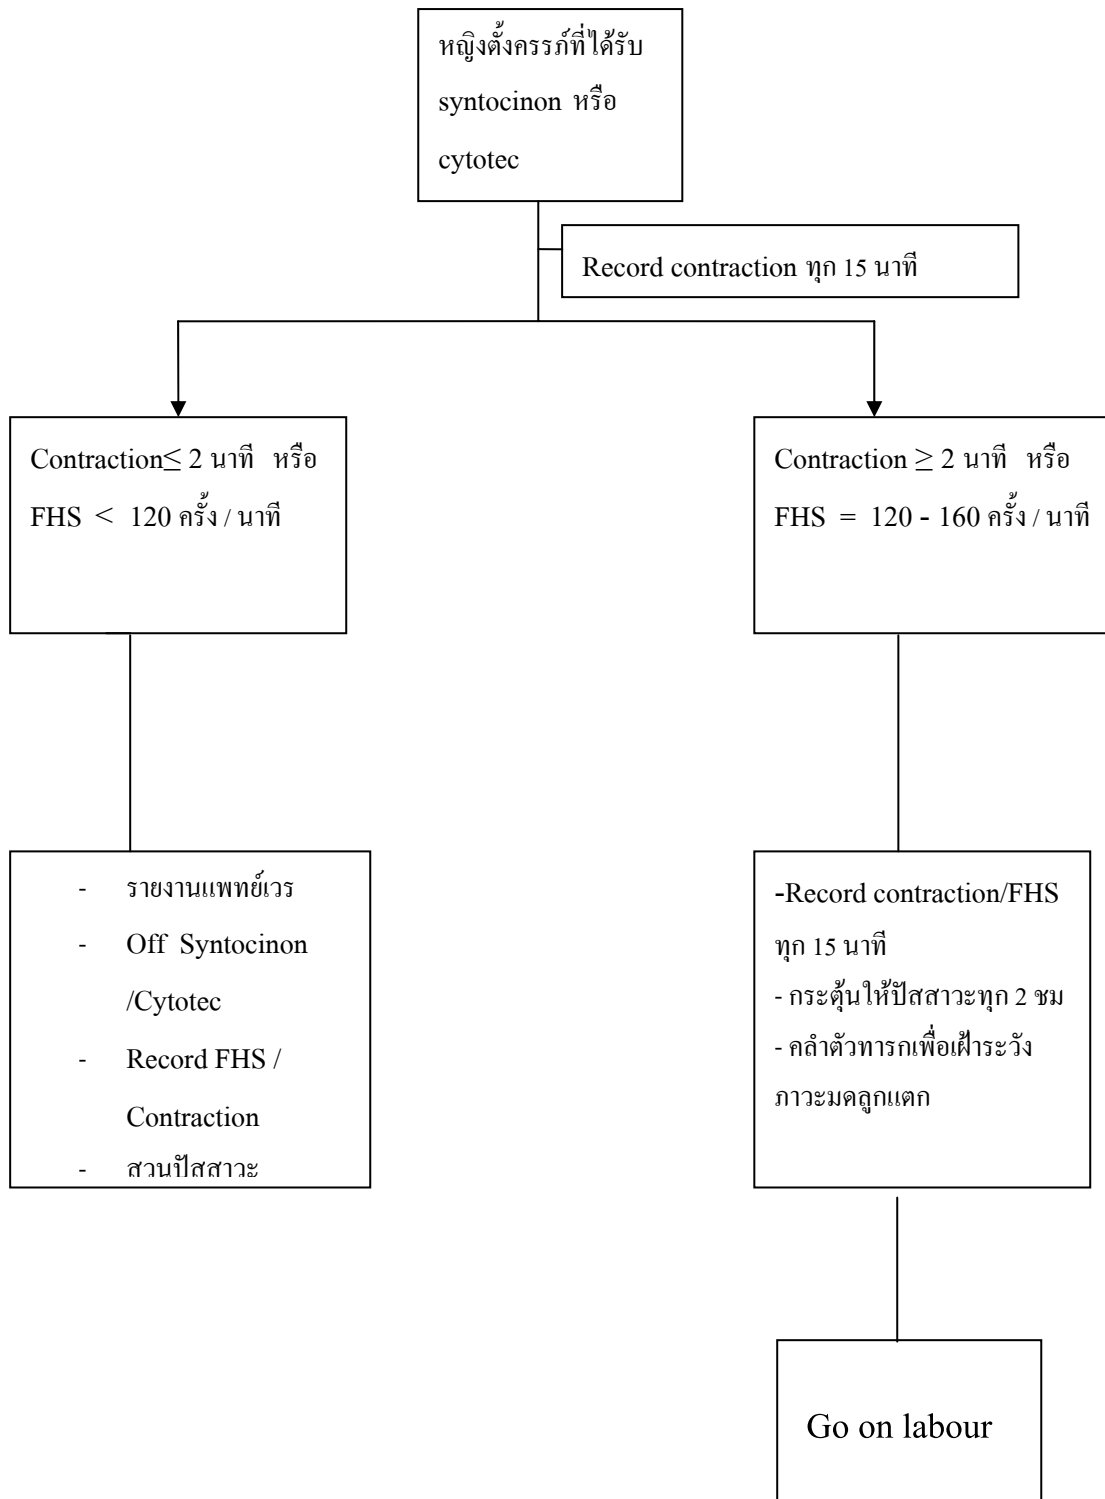 หญิงตั้งครรภ์ที่ได้รับ
syntocinon หรือ
cytotec
Record contraction ทุก 15 นาที
Contraction≤ 2 นาที หรือ
FHS < 120 ครั้ง / นาที
Contraction ≥ 2 นาที หรือ
FHS = 120 - 160 ครั้ง / นาที
- รายงานแพทย์เวร
- Off Syntocinon
/Cytotec
- Record FHS /
Contraction
- สวนปัสสาวะ
-Record contraction/FHS
ทุก 15 นาที
- กระตุ้นให้ปัสสาวะทุก 2 ชม
- คลำตัวทารกเพื่อเฝ้าระวัง
ภาวะมดลูกแตก
Go on labour